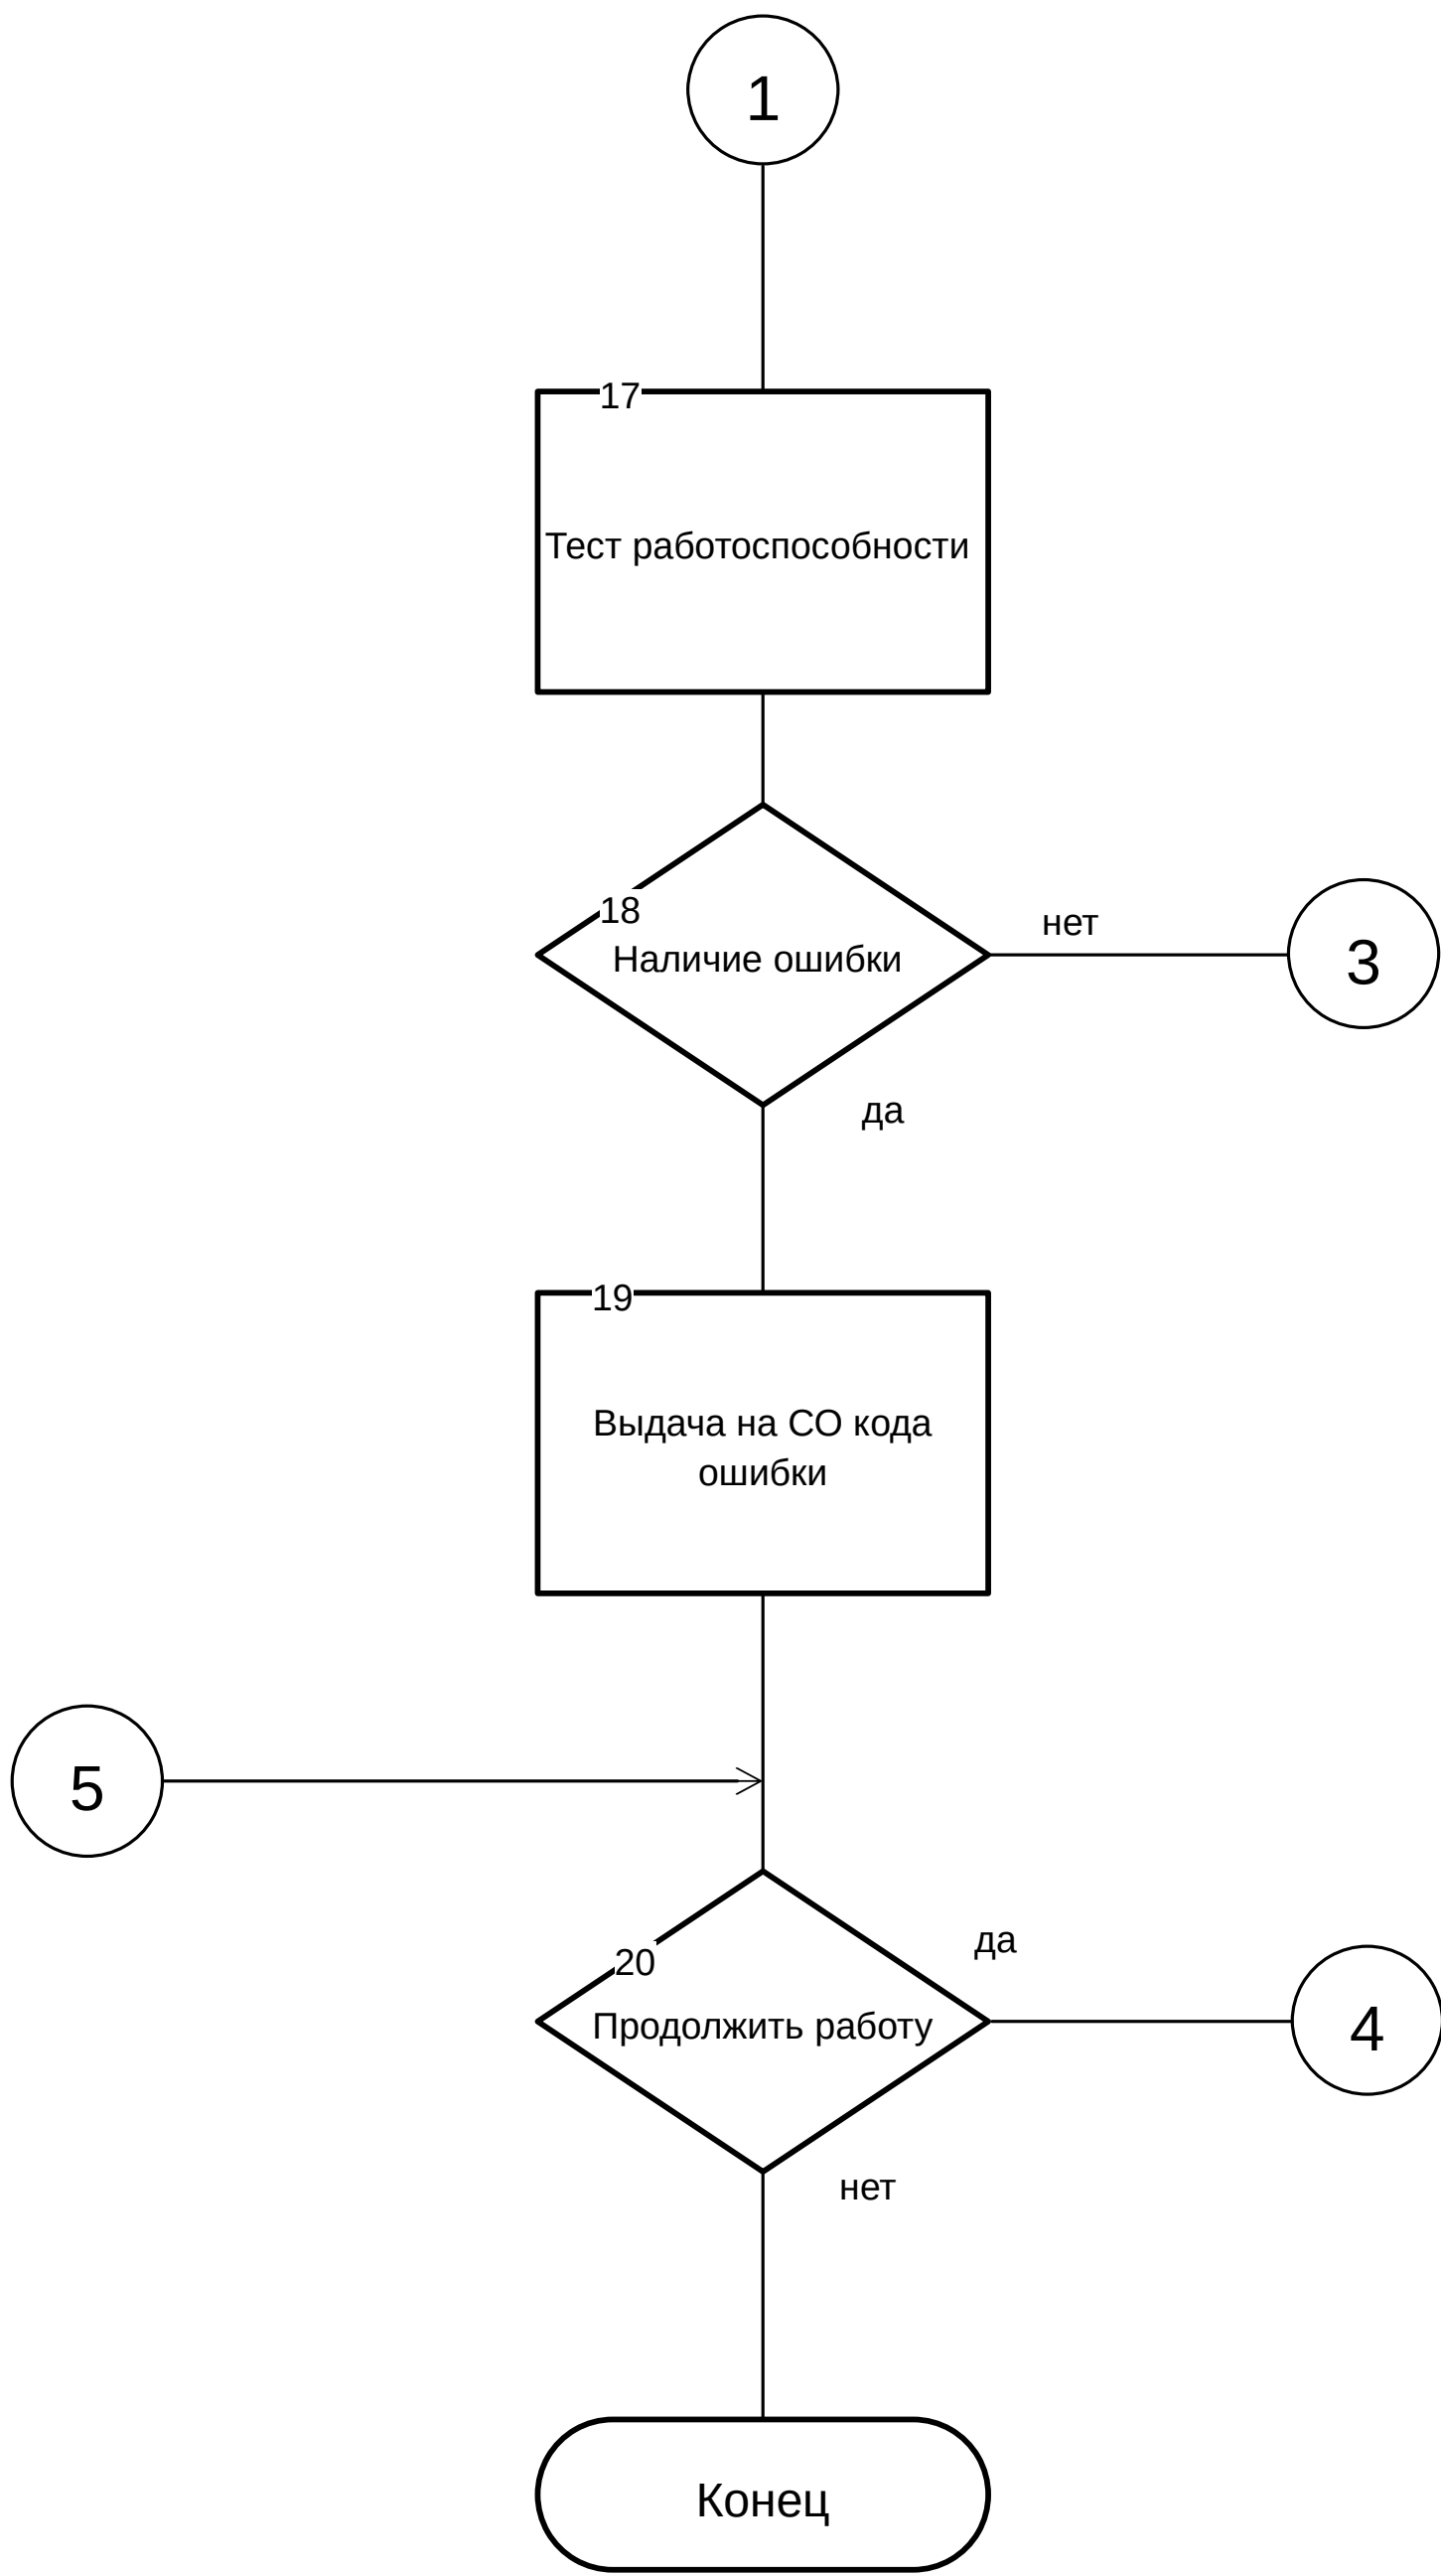 1
17
Тест работоспособности
18
Наличие ошибки
нет
3
да
19
Выдача на СО кода
ошибки
5
20
да
Продолжить работу
4
нет
Конец